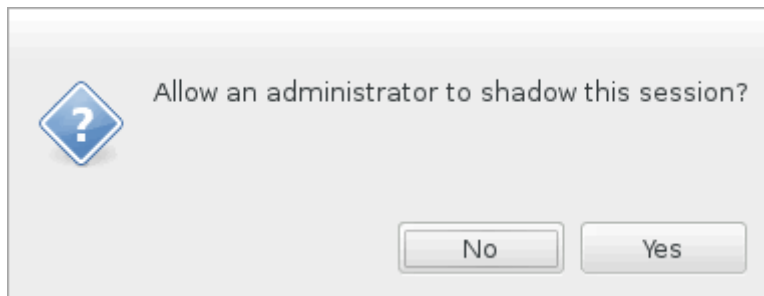 Allow an administrator to shadow this session?
?
No
Yes